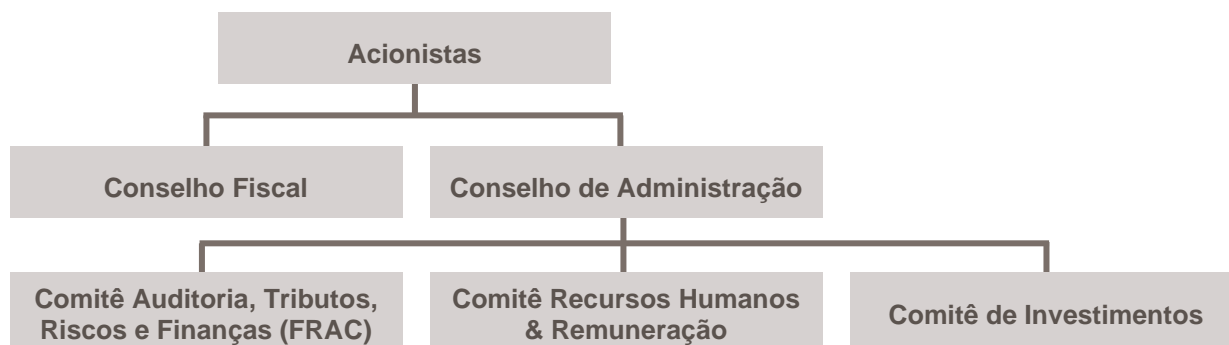 Acionistas
Conselho Fiscal
Conselho de Administração
Comitê Auditoria, Tributos,
Riscos e Finanças (FRAC)
Comitê Recursos Humanos
& Remuneração
Comitê de Investimentos